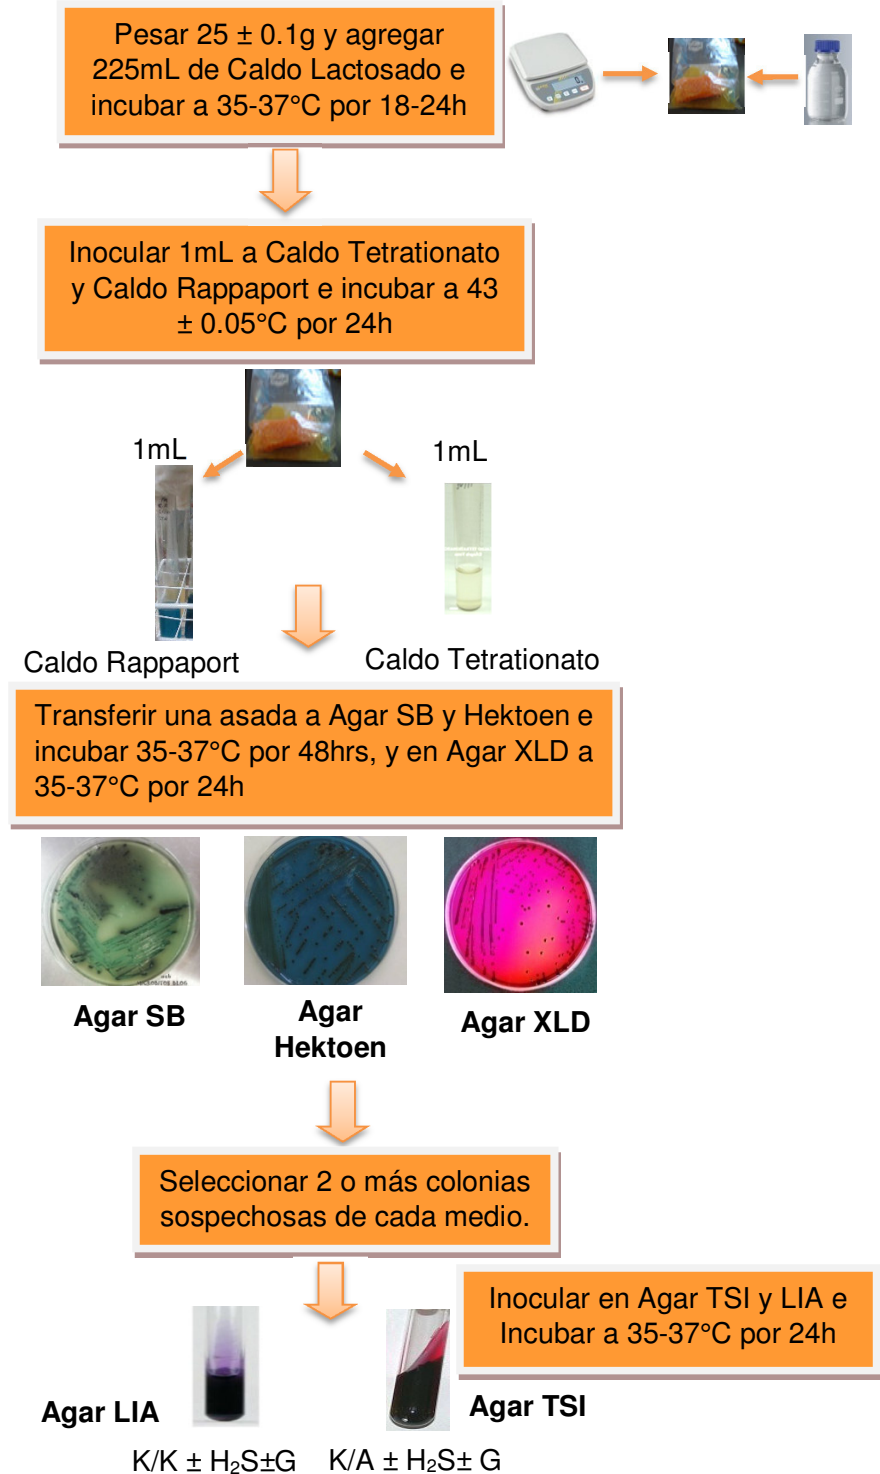 Pesar 25 ± 0.1g y agregar
225mL de Caldo Lactosado e
incubar a 35-37°C por 18-24h
Inocular 1mL a Caldo Tetrationato
y Caldo Rappaport e incubar a 43
± 0.05°C por 24h
1mL
1mL
Caldo Rappaport
Caldo Tetrationato
Transferir una asada a Agar SB y Hektoen e
incubar 35-37°C por 48hrs, y en Agar XLD a
35-37°C por 24h
Agar SB
Agar
Hektoen
Agar XLD
Seleccionar 2 o más colonias
sospechosas de cada medio.
Inocular en Agar TSI y LIA e
Incubar a 35-37°C por 24h
Agar LIA
Agar TSI
K/K ± H₂S±G
K/A ± H₂S± G